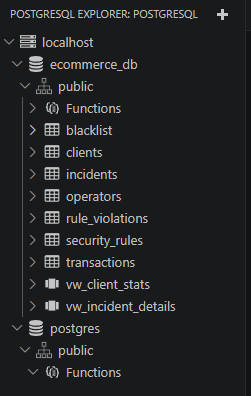 POSTGRESQL EXPLORER: POSTGRESQL
localhost
ecommerce_db
public
Functions
blacklist
clients
incidents
operators
rule_violations
security_rules
transactions
vw_client_stats
vw_incident_details
postgres
public
Functions